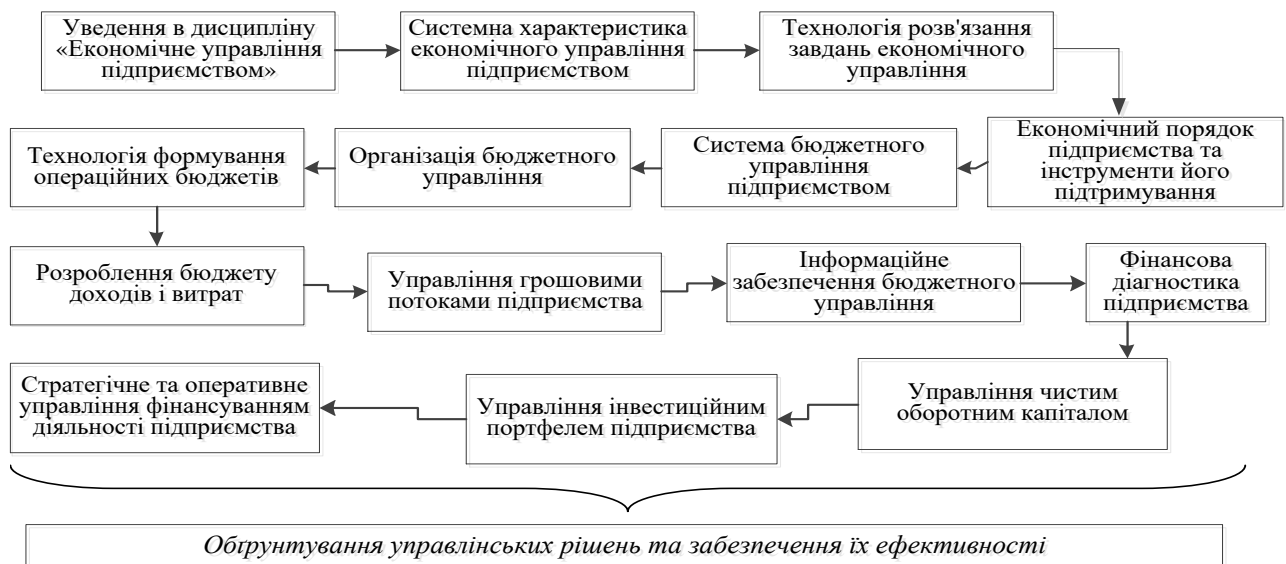 Уведення в дисципліну
«Економічне управління
підприємством»
Системна характеристика
економічного управління
підприємством
Технологія розв'язання
завдань економічного
управління
Економічний порядок
підприємства та
інструменти його
підтримування
Система бюджетного
управління
підприємством
Організація бюджетного
управління
Технологія формування
операційних бюджетів
Розроблення бюджету
доходів і витрат
Управління грошовими
потоками підприємства
Інформаційне
забезпечення бюджетного
управління
Фінансова
діагностика
підприємства
Управління чистим
оборотним капіталом
Управління інвестиційним
портфелем підприємства
Стратегічне та оперативне
управління фінансуванням
діяльності підприємства
Обґрунтування управлінських рішень та забезпечення їх ефективності